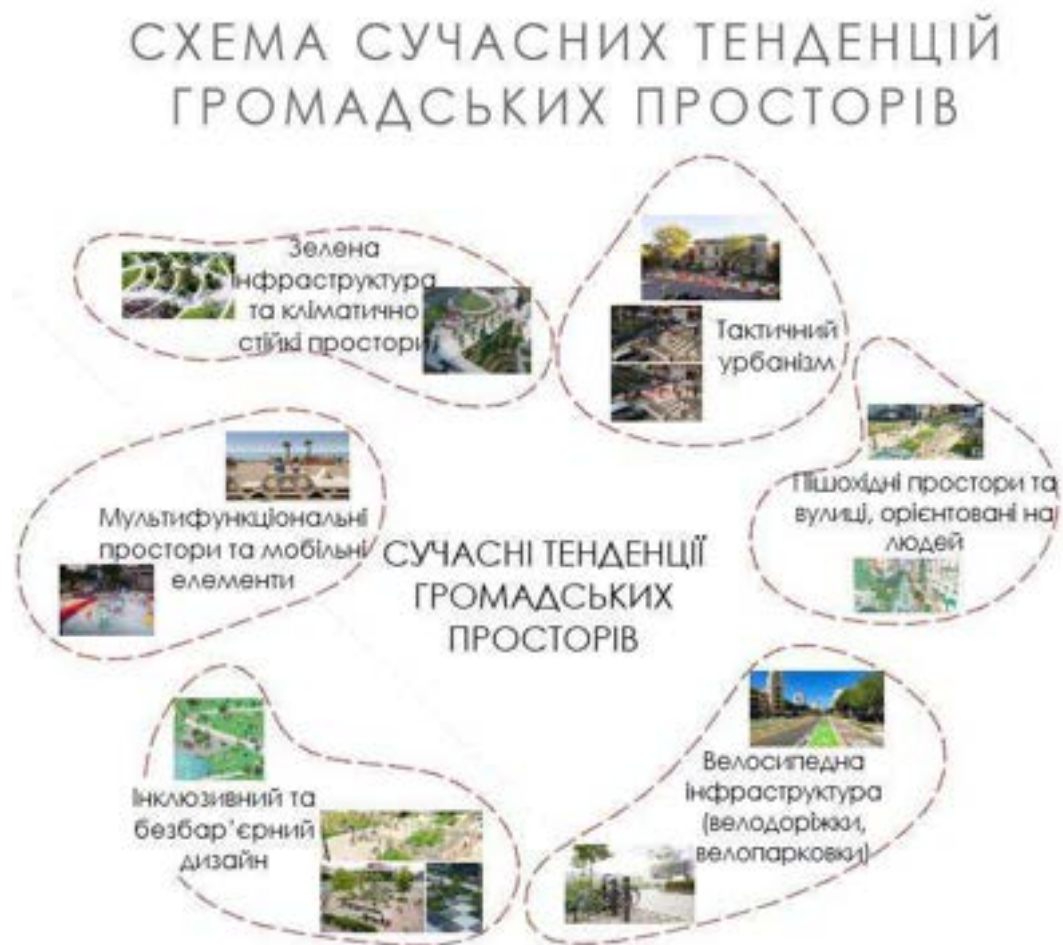 СХЕМА СУЧАСНИХ ТЕНДЕНЦІЙ
ГРОМАДСЬКИХ ПРОСТОРІВ
Зелена
інфраструктура
та кліматично
стійкі простори
Тактичний
урбанізм
Пішохідні простори та
вулиці, орієнтовані на
людей
Мультифункціональні
простори та мобільні
елементи
СУЧАСНІ ТЕНДЕНЦІЇ
ГРОМАДСЬКИХ
ПРОСТОРІВ
Велосипедна
інфраструктура
(велодоріжки,
велопарковки)
Інклюзивний та
безбар’єрний
дизайн